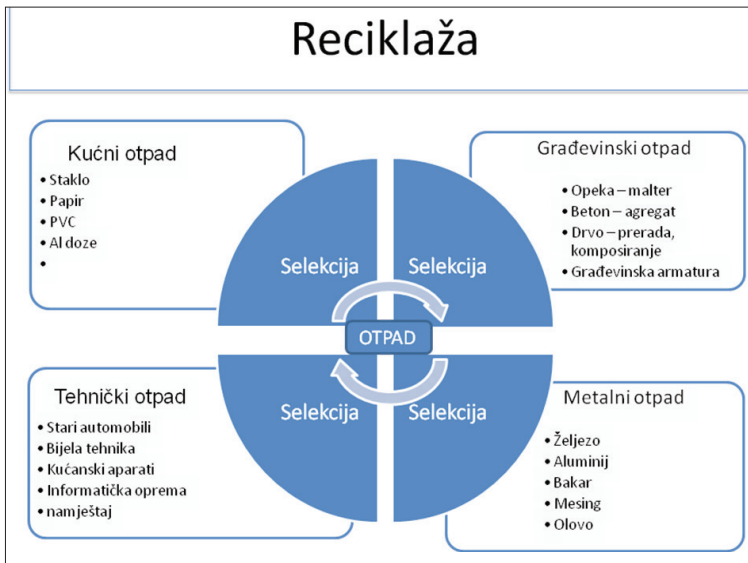 Reciklaža
Kućni otpad
• Staklo
• Papir
• PVC
• Al doze
•
Građevinski otpad
• Opeka – malter
• Beton – agregat
• Drvo – prerada,
komposiranje
• Građevinska armatura
Selekcija
Selekcija
OTPAD
Selekcija
Selekcija
Tehnički otpad
• Stari automobili
• Bijela tehnika
• Kućanski aparati
• Informatička oprema
• namještaj
Metalni otpad
• Željezo
• Aluminij
• Bakar
• Mesing
• Olovo